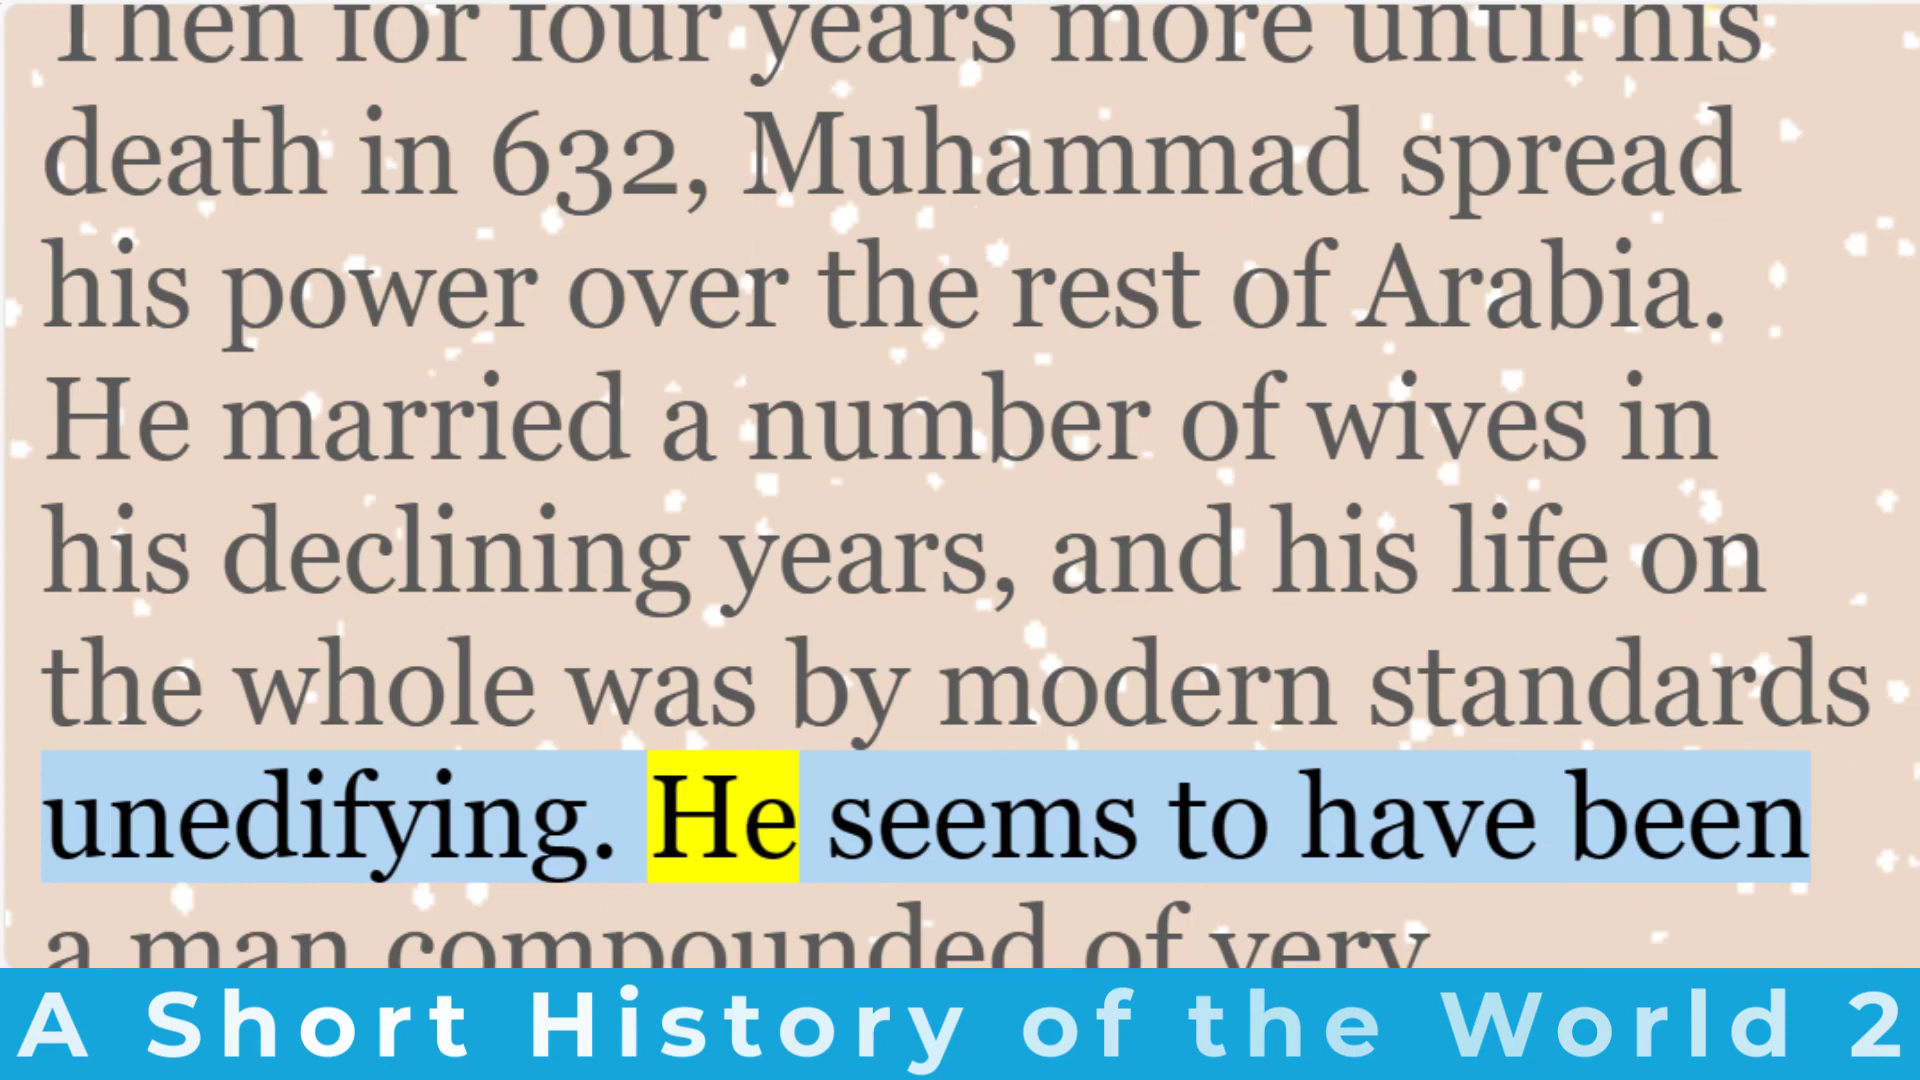 Then for four years more until his
death in 632, Muhammad spread
his power over the rest of Arabia.
He married a number of wives in
his declining years, and his life on
the whole was by modern standards
unedifying. He seems to have been
a man compounded of very
A Short History of the World 2